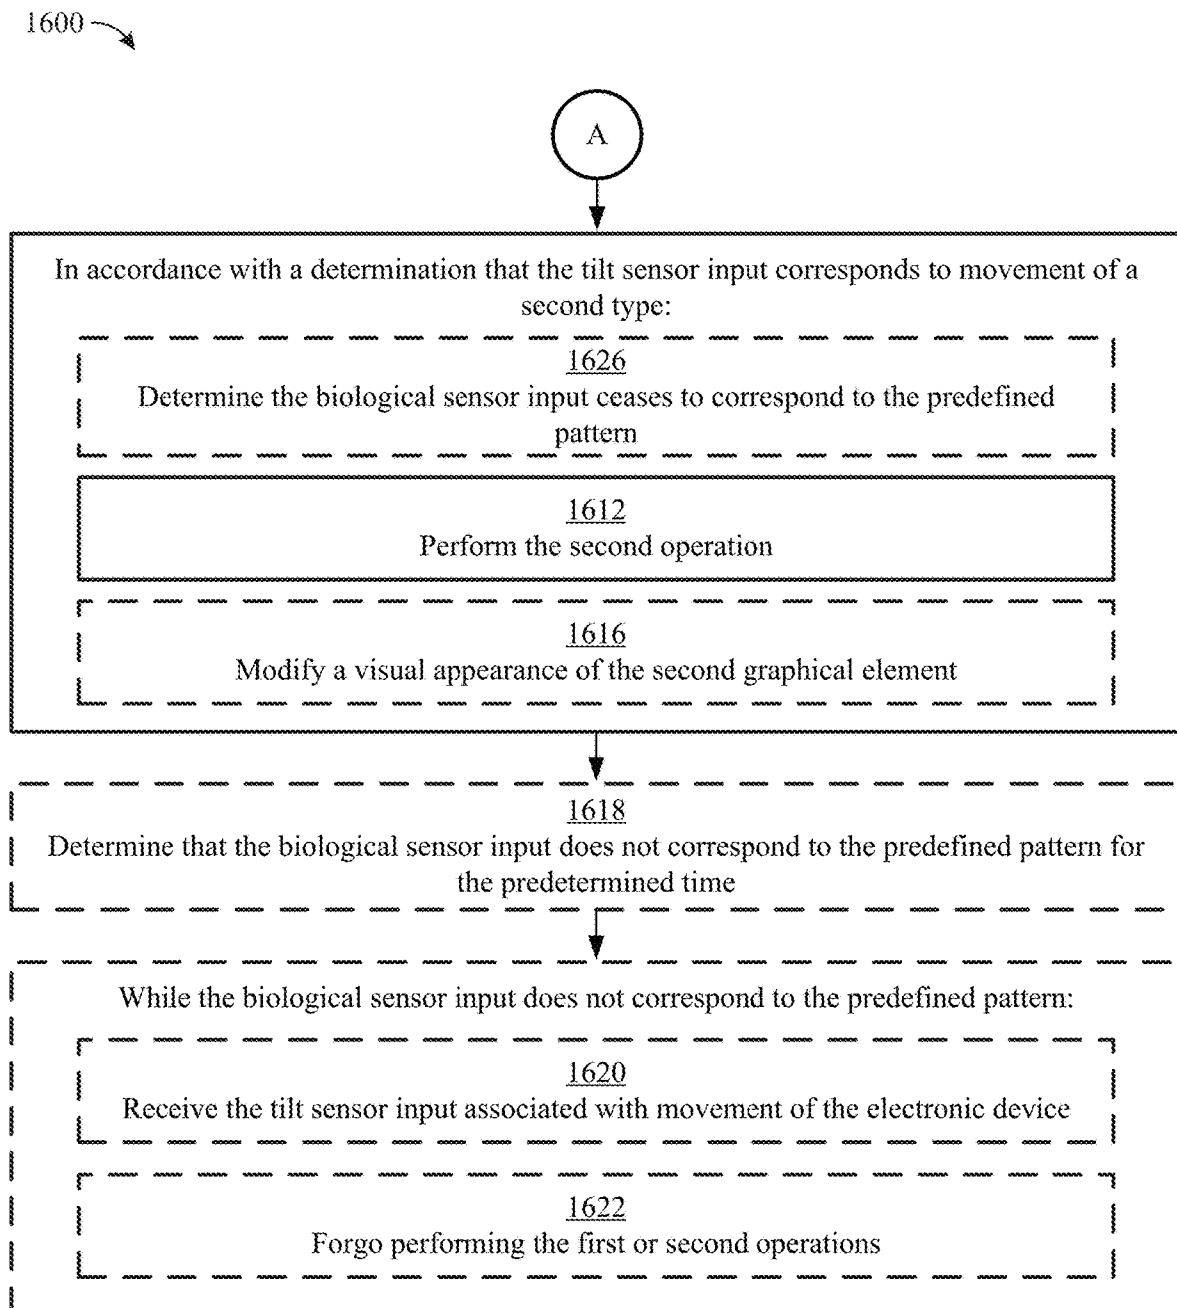 1600
A
In accordance with a determination that the tilt sensor input corresponds to movement of a
second type:
1626
Determine the biological sensor input ceases to correspond to the predefined
pattern
1612
Perform the second operation
1616
Modify a visual appearance of the second graphical element
1618
Determine that the biological sensor input does not correspond to the predefined pattern for
the predetermined time
While the biological sensor input does not correspond to the predefined pattern:
1620
Receive the tilt sensor input associated with movement of the electronic device
1622
Forgo performing the first or second operations